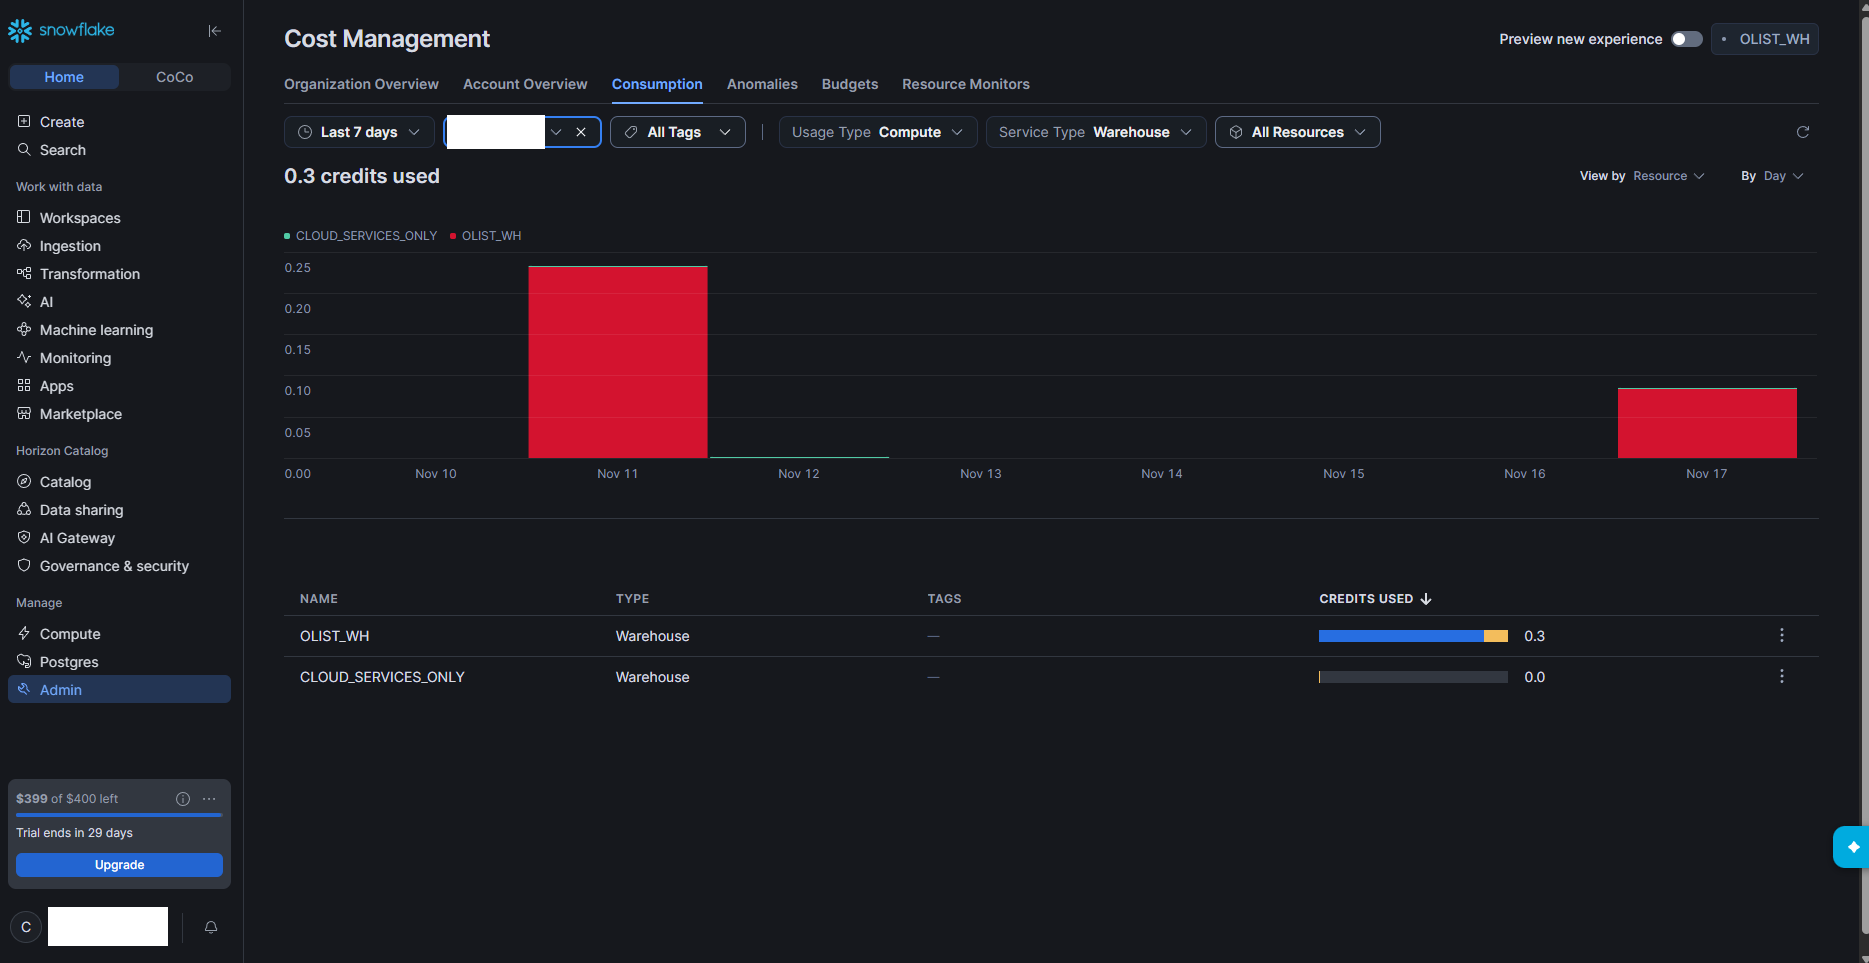 snowflake
Home CoCo
Create
Search
Work with data
Workspaces
Ingestion
Transformation
AI
Machine learning
Monitoring
Apps
Marketplace
Horizon Catalog
Catalog
Data sharing
AI Gateway
Governance & security
Manage
Compute
Postgres
Admin
$399 of $400 left
Trial ends in 29 days
Upgrade
C
Cost Management
Preview new experience OLIST_WH
Organization Overview Account Overview Consumption Anomalies Budgets Resource Monitors
Last 7 days All Tags Usage Type Compute Service Type Warehouse All Resources
0.3 credits used
View by Resource By Day
CLOUD_SERVICES_ONLY OLIST_WH
0.25
0.20
0.15
0.10
0.05
0.00 Nov 10 Nov 11 Nov 12 Nov 13 Nov 14 Nov 15 Nov 16 Nov 17
NAME TYPE TAGS CREDITS USED
OLIST_WH Warehouse — 0.3
CLOUD_SERVICES_ONLY Warehouse — 0.0